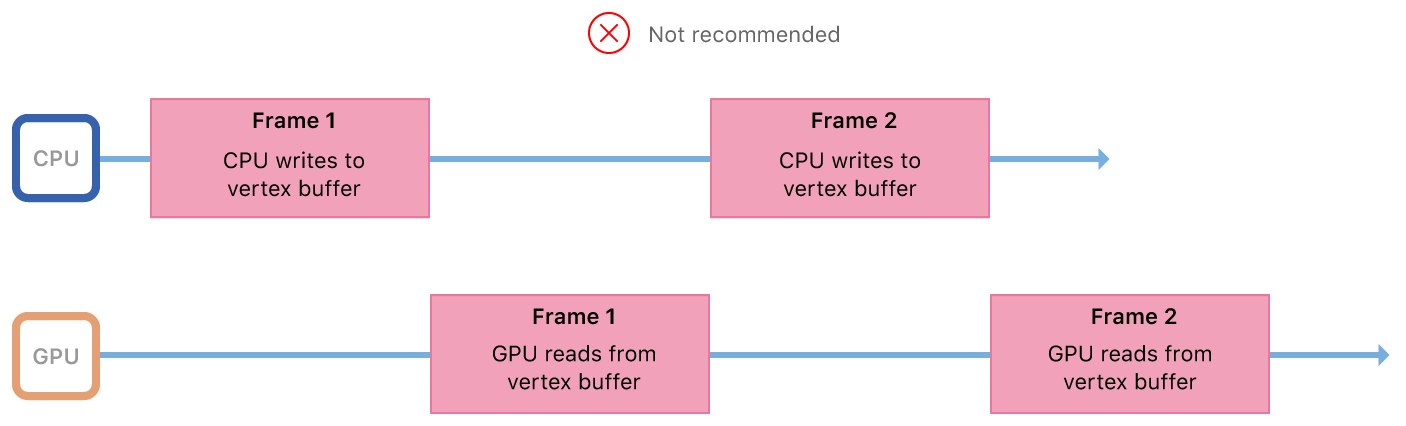 Not recommended
CPU
Frame 1
CPU writes to
vertex buffer
Frame 2
CPU writes to
vertex buffer
GPU
Frame 1
GPU reads from
vertex buffer
Frame 2
GPU reads from
vertex buffer